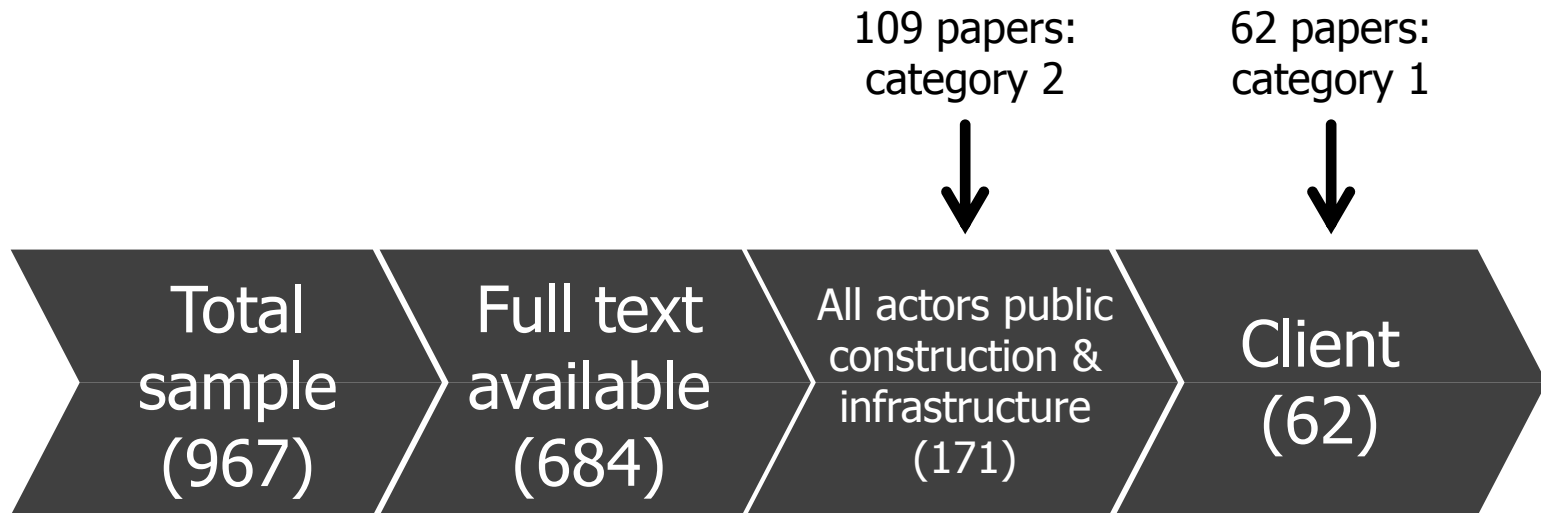 109 papers:
category 2
62 papers:
category 1
Total
sample
(967)
Full text
available
(684)
All actors public
construction &
infrastructure
(171)
Client
(62)